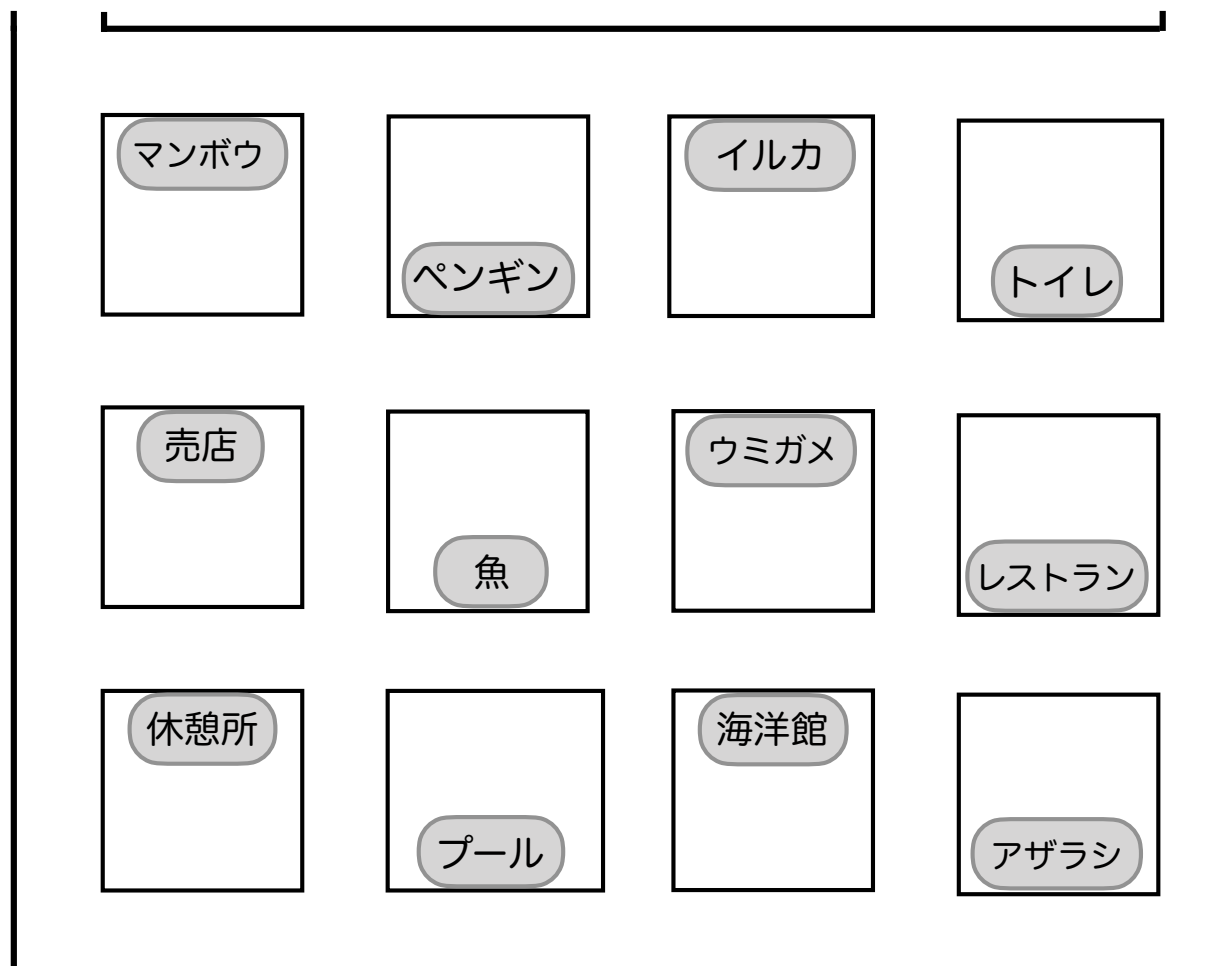 マンボウ
ペンギン
イルカ
トイレ
売店
魚
ウミガメ
レストラン
休憩所
プール
海洋館
アザラシ